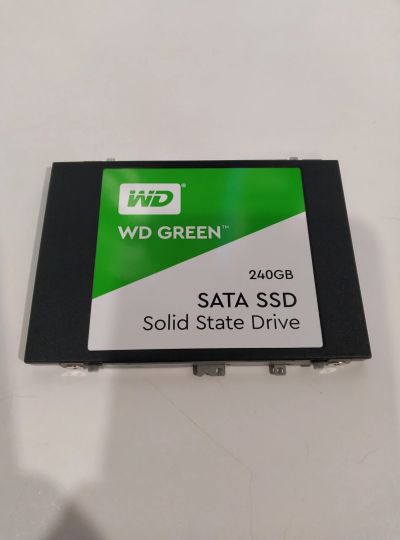 WD®
WD GREEN™
240GB
SATA SSD
Solid State Drive